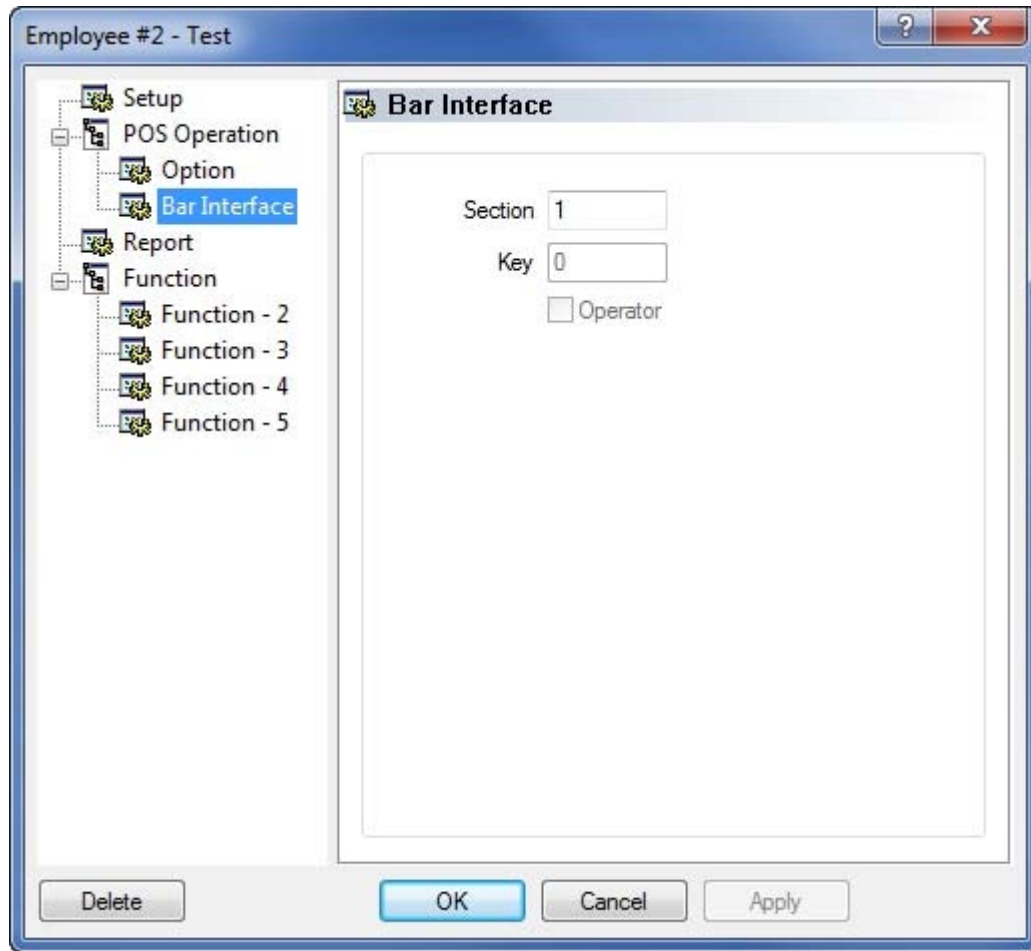 Employee #2 - Test
Setup
POS Operation
Option
Bar Interface
Report
Function
Function - 2
Function - 3
Function - 4
Function - 5
Bar Interface
Section 1
Key 0
Operator
Delete
OK
Cancel
Apply